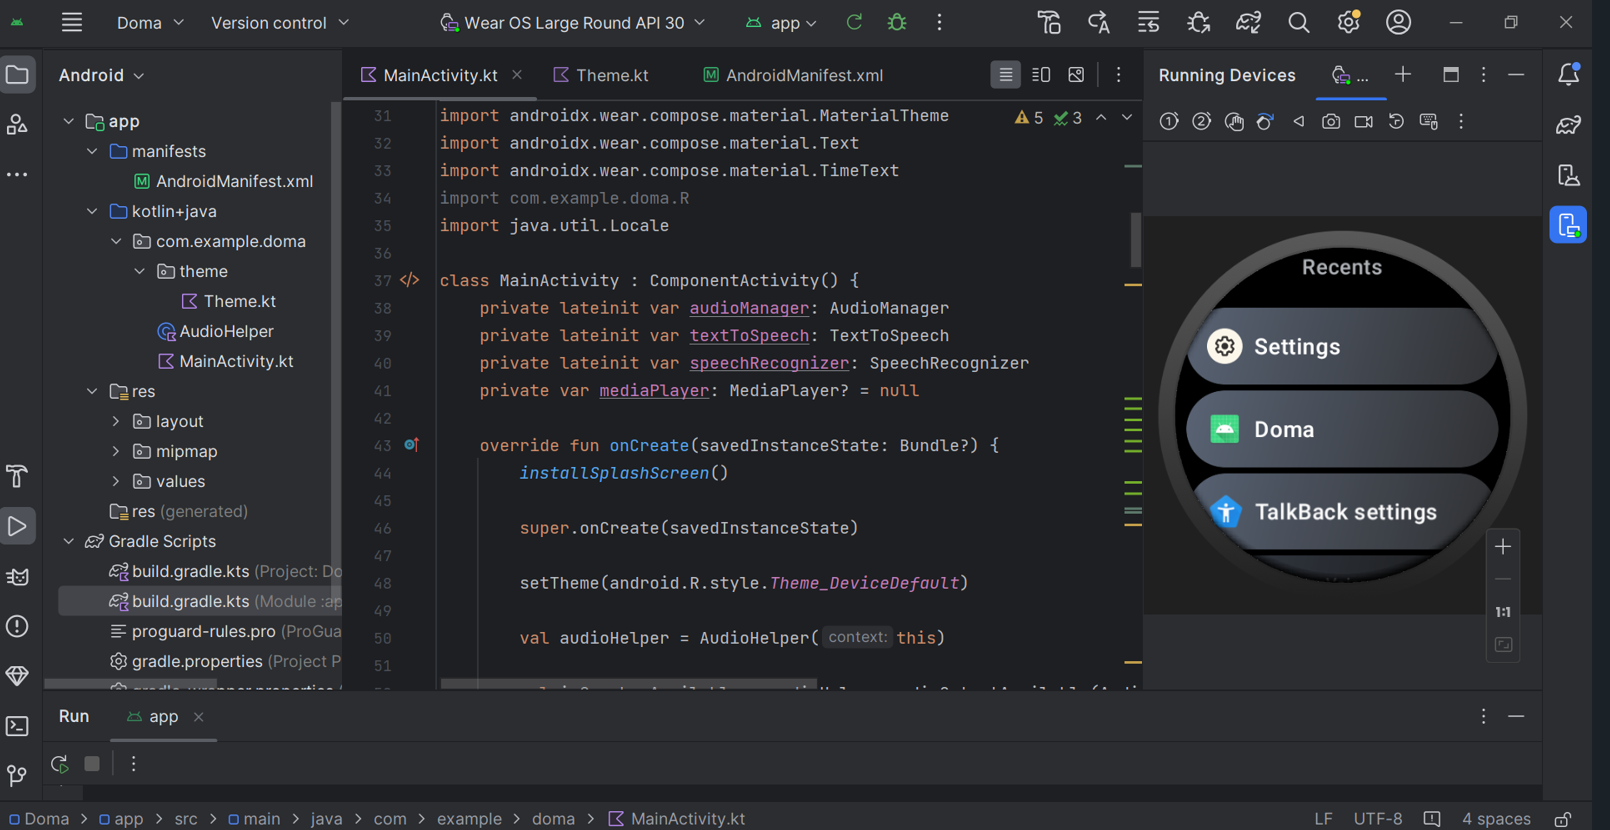 Doma
Version control
Wear OS Large Round API 30
app
Android
MainActivity.kt
Theme.kt
AndroidManifest.xml
Running Devices
...
app
manifests
AndroidManifest.xml
kotlin+java
com.example.doma
theme
Theme.kt
AudioHelper
MainActivity.kt
res
layout
mipmap
values
res (generated)
Gradle Scripts
build.gradle.kts (Project: Do
build.gradle.kts (Module :ap
proguard-rules.pro (ProGua
gradle.properties (Project P
5 3
31 import androidx.wear.compose.material.MaterialTheme
32 import androidx.wear.compose.material.Text
33 import androidx.wear.compose.material.TimeText
34 import com.example.doma.R
35 import java.util.Locale
36
37 class MainActivity : ComponentActivity() {
38 private lateinit var audioManager: AudioManager
39 private lateinit var textToSpeech: TextToSpeech
40 private lateinit var speechRecognizer: SpeechRecognizer
41 private var mediaPlayer: MediaPlayer? = null
42
43 override fun onCreate(savedInstanceState: Bundle?) {
44 installSplashScreen()
45
46 super.onCreate(savedInstanceState)
47
48 setTheme(android.R.style.Theme_DeviceDefault)
49
50 val audioHelper = AudioHelper( context: this)
51
1 2
Recents
Settings
Doma
TalkBack settings
1:1
Run
app
Doma > app > src > main > java > com > example > doma > MainActivity.kt
LF UTF-8 4 spaces